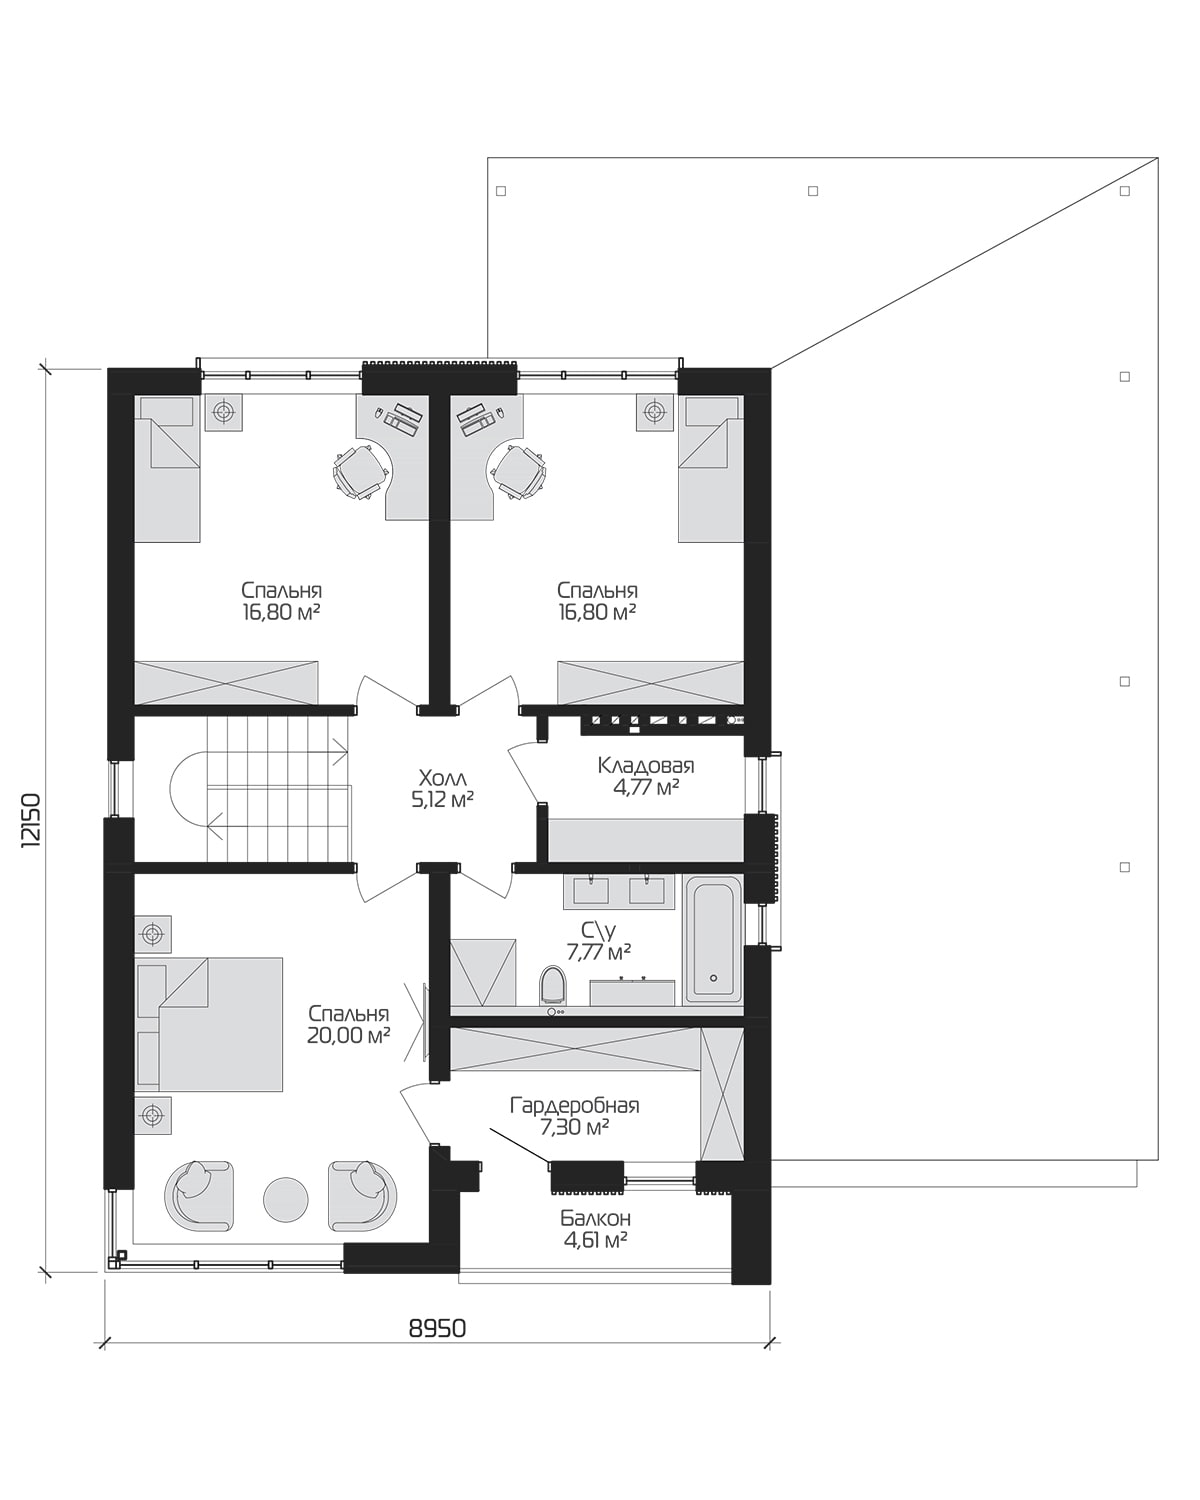 Спальня
16,80 м²
Спальня
16,80 м²
Холл
5,12 м²
Кладовая
4,77 м²
12150
С\у
7,77 м²
Спальня
20,00 м²
Гардеробная
7,30 м²
Балкон
4,61 м²
8950